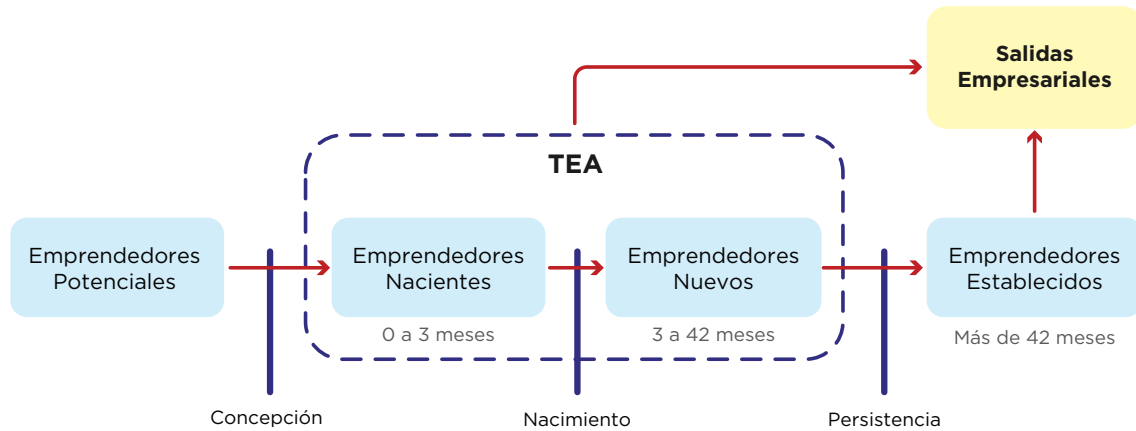 Salidas
Empresariales
TEA
Emprendedores
Potenciales
Emprendedores
Nacientes
Emprendedores
Nuevos
Emprendedores
Establecidos
0 a 3 meses
3 a 42 meses
Más de 42 meses
Concepción
Nacimiento
Persistencia